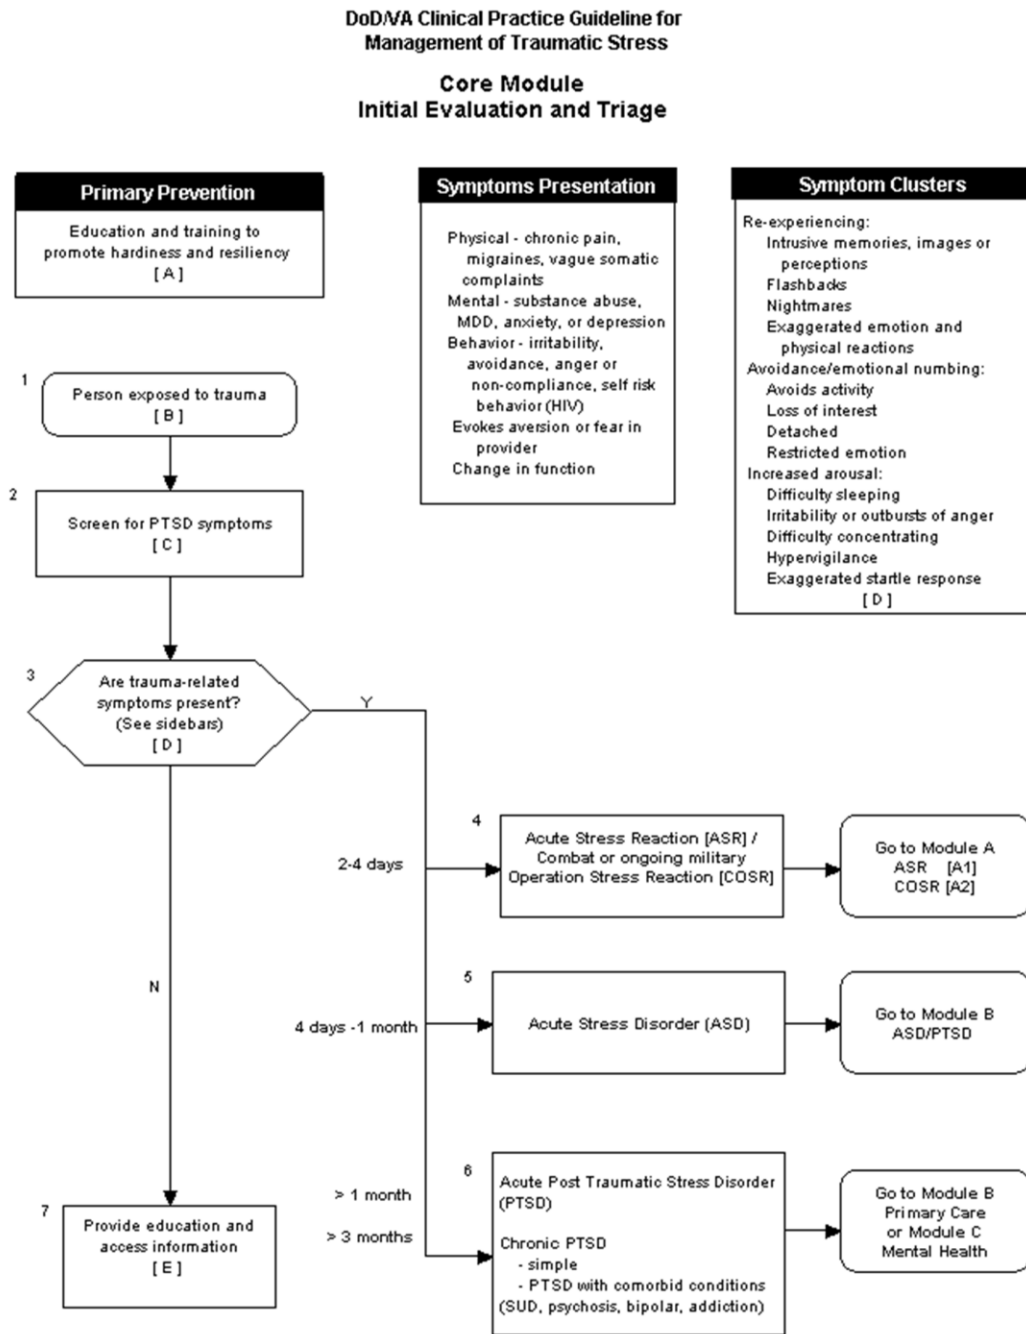 DoD/VA Clinical Practice Guideline for
Management of Traumatic Stress
Core Module
Initial Evaluation and Triage
Primary Prevention
Education and training to
promote hardiness and resiliency
[ A ]
Symptoms Presentation
Physical - chronic pain,
migraines, vague somatic
complaints
Mental - substance abuse,
MDD, anxiety, or depression
Behavior - irritability,
avoidance, anger or
non-compliance, self risk
behavior (HIV)
Evokes aversion or fear in
provider
Change in function
Symptom Clusters
Re-experiencing:
Intrusive memories, images or
perceptions
Flashbacks
Nightmares
Exaggerated emotion and
physical reactions
Avoidance/emotional numbing:
Avoids activity
Loss of interest
Detached
Restricted emotion
Increased arousal:
Difficulty sleeping
Irritability or outbursts of anger
Difficulty concentrating
Hypervigilance
Exaggerated startle response
[ D ]
1
Person exposed to trauma
[ B ]
2
Screen for PTSD symptoms
[ C ]
3
Are trauma-related
symptoms present?
(See sidebars)
[ D ]
Y
N
2-4 days
4
Acute Stress Reaction [ASR] /
Combat or ongoing military
Operation Stress Reaction [COSR]
Go to Module A
ASR [A1]
COSR [A2]
4 days -1 month
5
Acute Stress Disorder (ASD)
Go to Module B
ASD/PTSD
> 1 month
> 3 months
6
Acute Post Traumatic Stress Disorder
(PTSD)
Chronic PTSD
- simple
- PTSD with comorbid conditions
(SUD, psychosis, bipolar, addiction)
Go to Module B
Primary Care
or Module C
Mental Health
7
Provide education and
access information
[ E ]